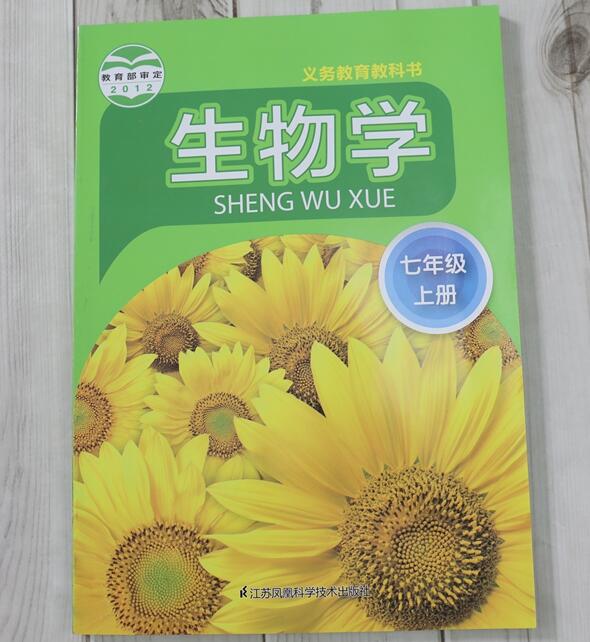 教育部审定
2012
义务教育教科书
生物学
SHENG WU XUE
七年级
上册
江苏凤凰科学技术出版社